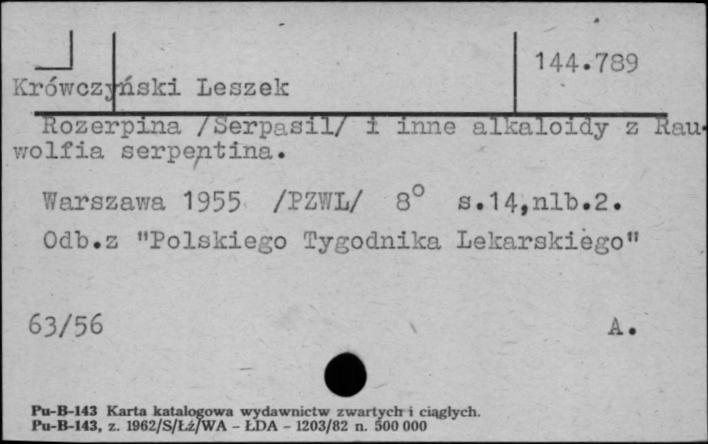 144.789
Krówczyński Leszek
Rozerpina /Serpasil/ i inne alkaloidy z Rau-
wolfia serpentina.
Warszawa 1955 /PZWL/ 8° s.14,nlb.2.
Odb.z "Polskiego Tygodnika Lekarskiego"
63/56 A.
Pu-B-143 Karta katalogowa wydawnictw zwartych i ciągłych.
Pu-B-143, z. 1962/S/Łź/WA - ŁDA - 1203/82 n. 500 000